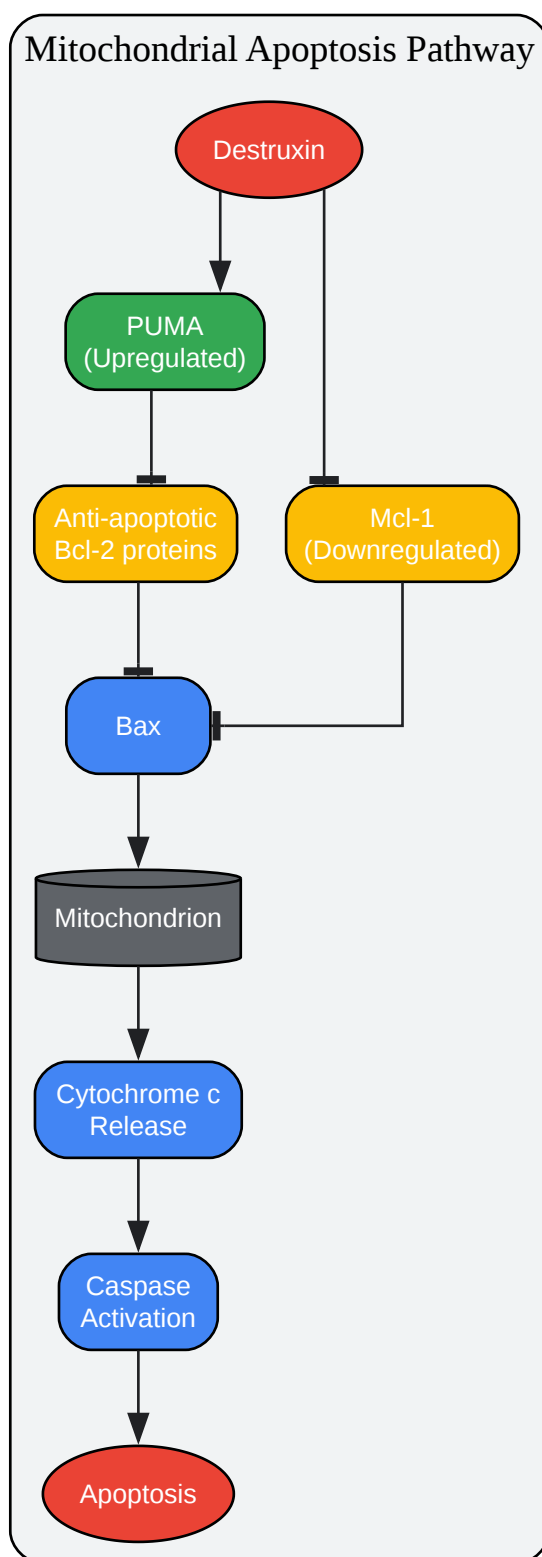 Mitochondrial Apoptosis Pathway
Destruxin
PUMA
(Upregulated)
Anti-apoptotic
Bcl-2 proteins
Mcl-1
(Downregulated)
Bax
Mitochondrion
Cytochrome c
Release
Caspase
Activation
Apoptosis